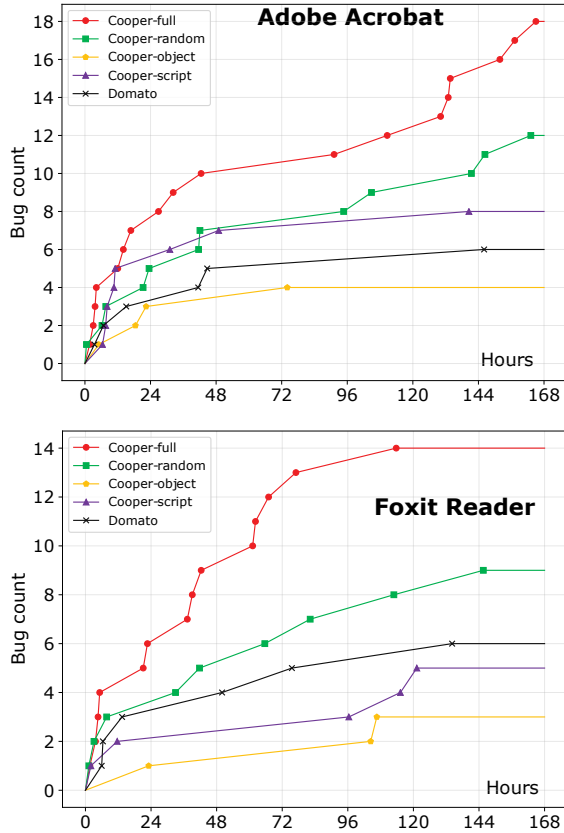 Adobe Acrobat
Cooper-full
Cooper-random
Cooper-object
Cooper-script
Domato
Bug count
18
16
14
12
10
8
6
4
2
0
Hours
0 24 48 72 96 120 144 168
Cooper-full
Cooper-random
Cooper-object
Cooper-script
Domato
Foxit Reader
Bug count
14
12
10
8
6
4
2
0
Hours
0 24 48 72 96 120 144 168